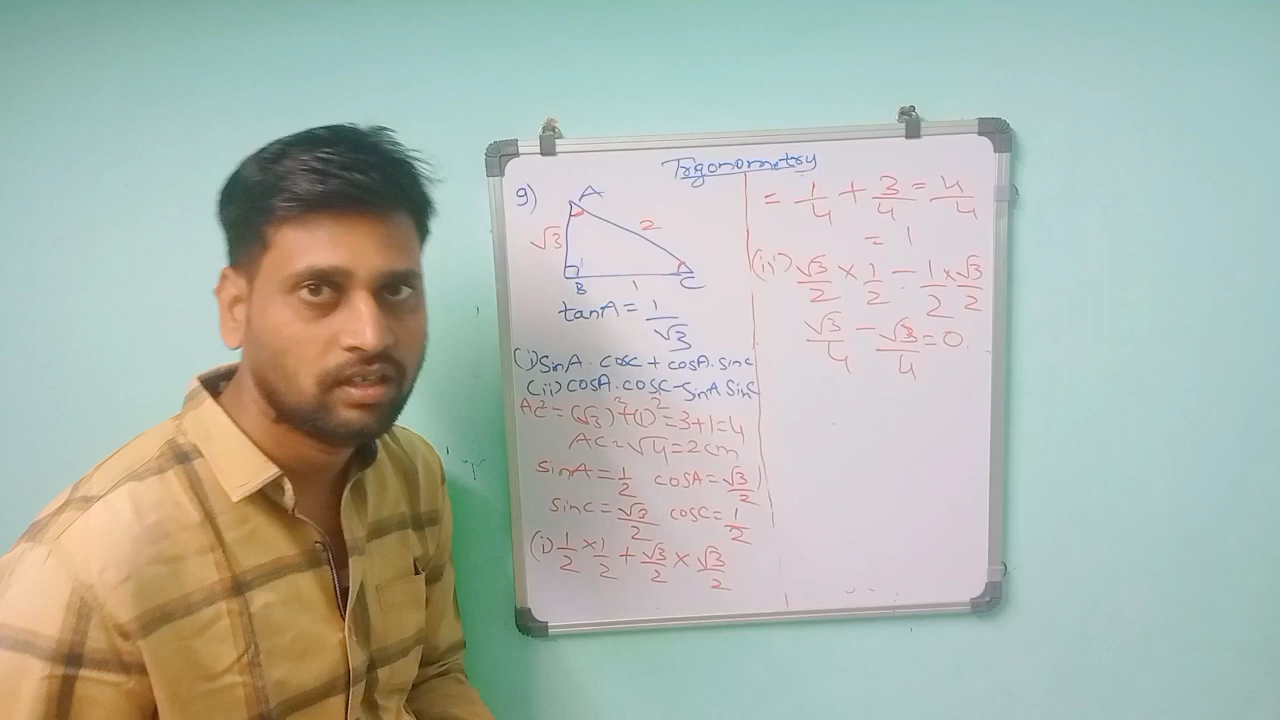 Trgonometry
9)
A
√3
2
B
1
C
tanA = 1/√3
(i) sinA . cosC + cosA . sinC
(ii) cosA . cosC - sinA sinC
AC² = (√3)² + (1)² = 3+1=4
AC = √4 = 2cm
sinA = 1/2 cosA = √3/2
sinC = √3/2 cosC = 1/2
(i) 1/2 × 1/2 + √3/2 × √3/2
= 1/4 + 3/4 = 4/4
= 1
(ii) √3/2 × 1/2 - 1/2 × √3/2
√3/4 - √3/4 = 0.